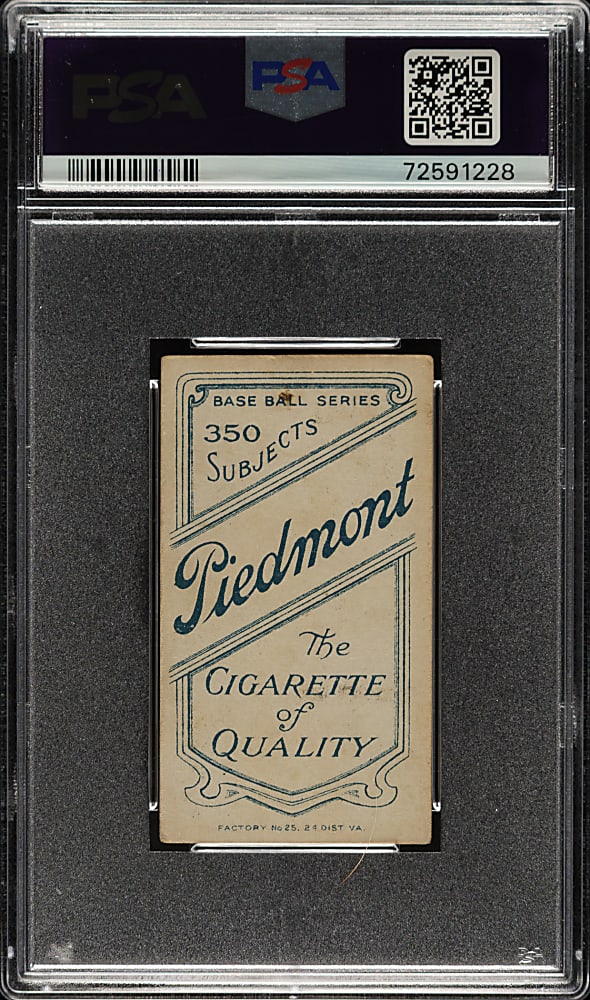 PSA
PSA
72591228
BASE BALL SERIES
350
SUBJECTS
Piedmont
The
CIGARETTE
of
QUALITY
FACTORY No 25, 2d DIST VA.